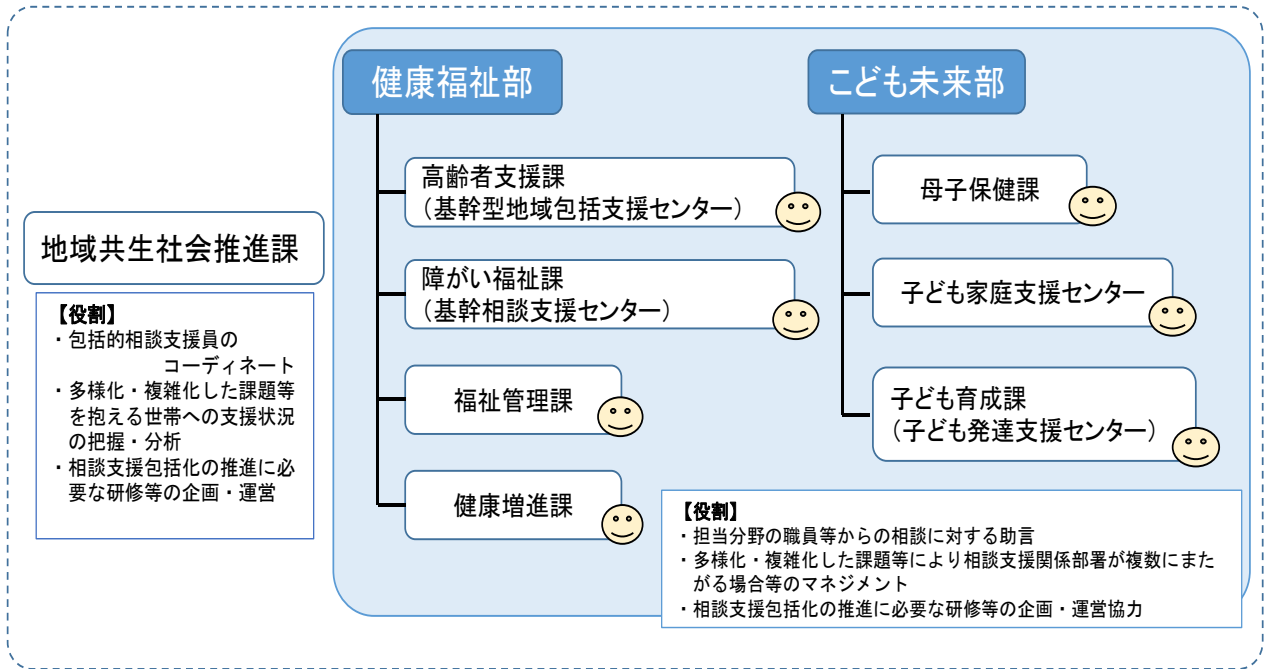 地域共生社会推進課
【役割】
・包括的相談支援員の
コーディネート
・多様化・複雑化した課題等
を抱える世帯への支援状況
の把握・分析
・相談支援包括化の推進に必
要な研修等の企画・運営
健康福祉部
高齢者支援課
（基幹型地域包括支援センター）
障がい福祉課
（基幹相談支援センター）
福祉管理課
健康増進課
こども未来部
母子保健課
子ども家庭支援センター
子ども育成課
（子ども発達支援センター）
【役割】
・担当分野の職員等からの相談に対する助言
・多様化・複雑化した課題等により相談支援関係部署が複数にまた
がる場合等のマネジメント
・相談支援包括化の推進に必要な研修等の企画・運営協力